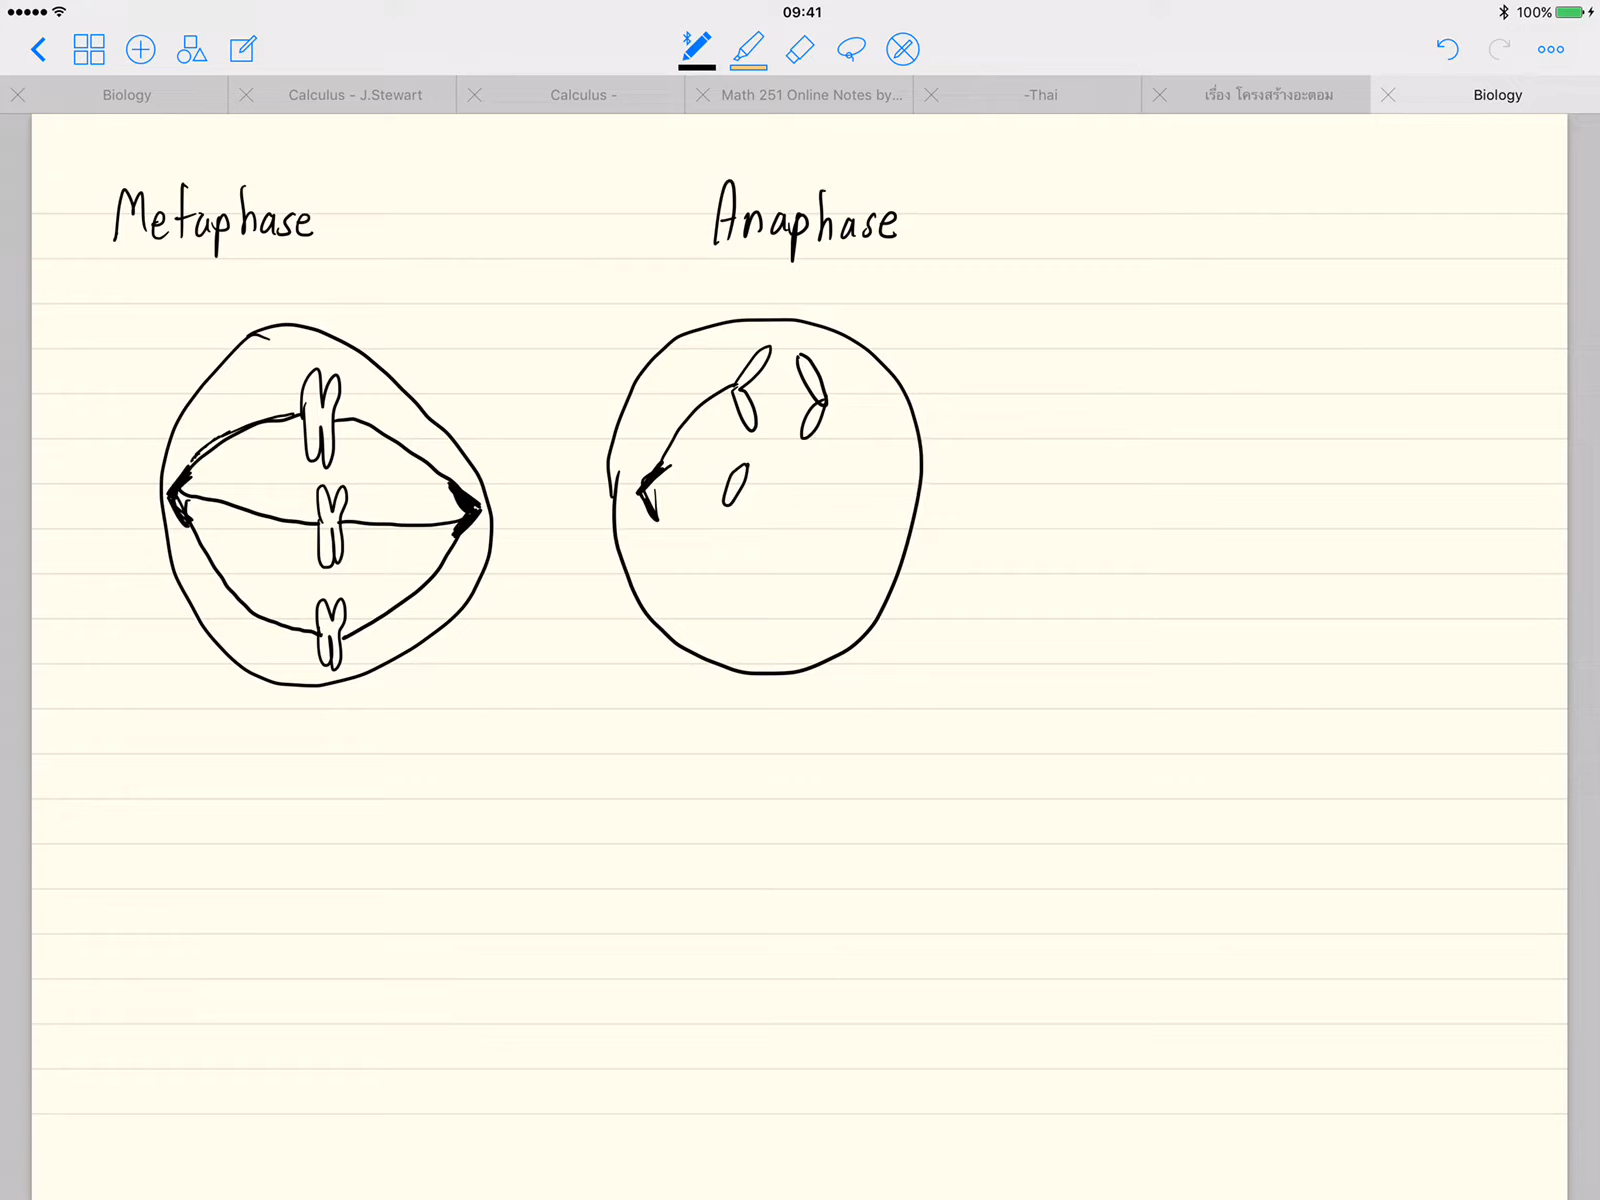 09:41
100%
Biology
Calculus - J.Stewart
Calculus -
Math 251 Online Notes by...
-Thai
เรื่อง โครงสร้างอะตอม
Biology
Metaphase
Anaphase